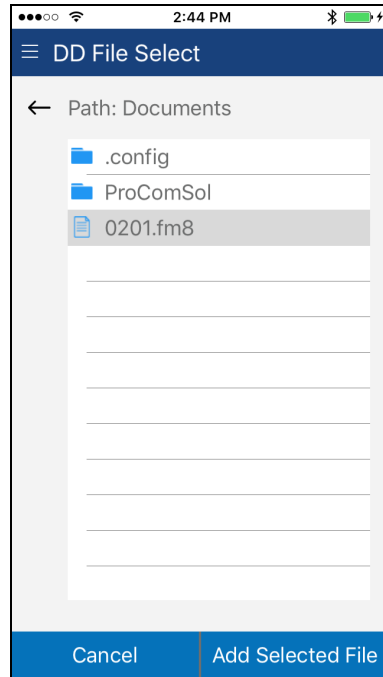 2:44 PM
DD File Select
Path: Documents
.config
ProComSol
0201.fm8
Cancel
Add Selected File